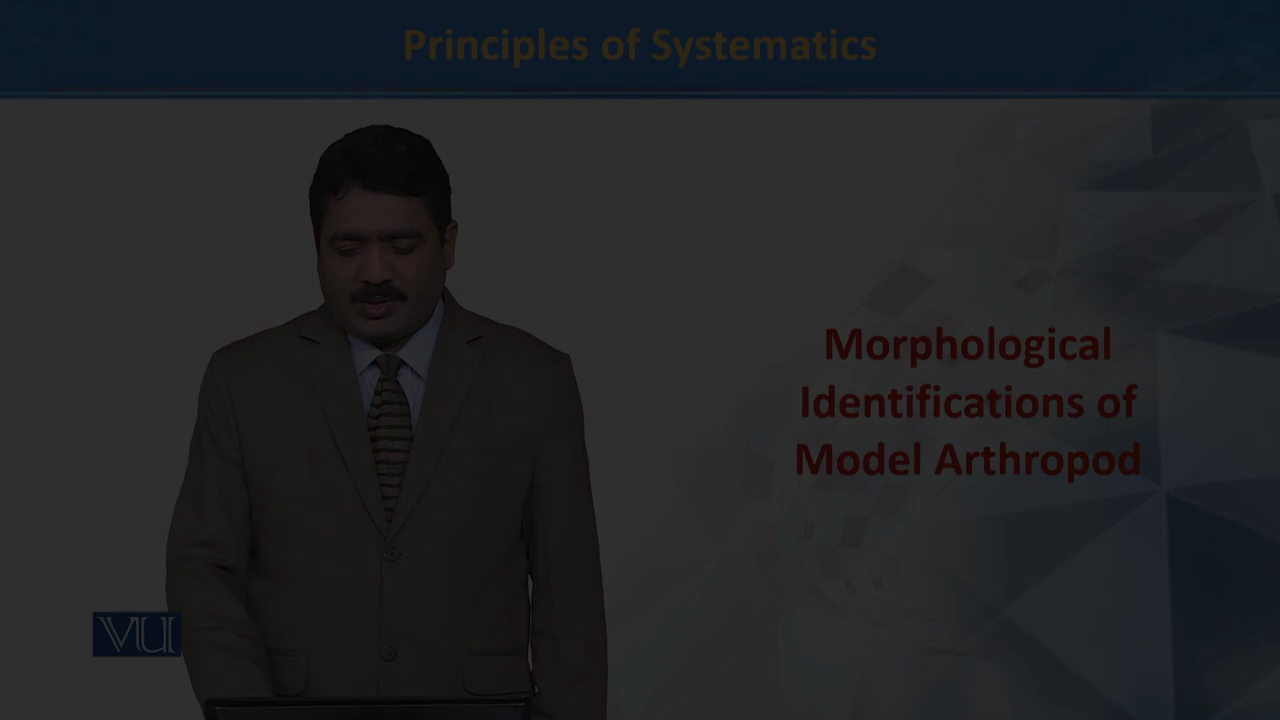 Principles of Systematics
Morphological
Identifications of
Model Arthropod
VU